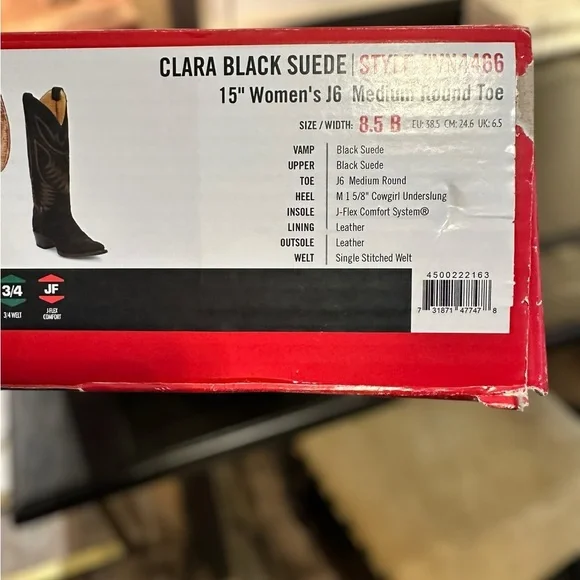 CLARA BLACK SUEDE | STYLE #VN4466
15" Women's J6 Medium Round Toe
SIZE / WIDTH: 8.5 B EU: 38.5 CM: 24.6 UK: 6.5
VAMP Black Suede
UPPER Black Suede
TOE J6 Medium Round
HEEL M 1 5/8" Cowgirl Underslung
INSOLE J-Flex Comfort System®
LINING Leather
OUTSOLE Leather
WELT Single Stitched Welt
4500222163
7 31871 47747 8
3/4
3/4 WELT
JF
J-FLEX
COMFORT